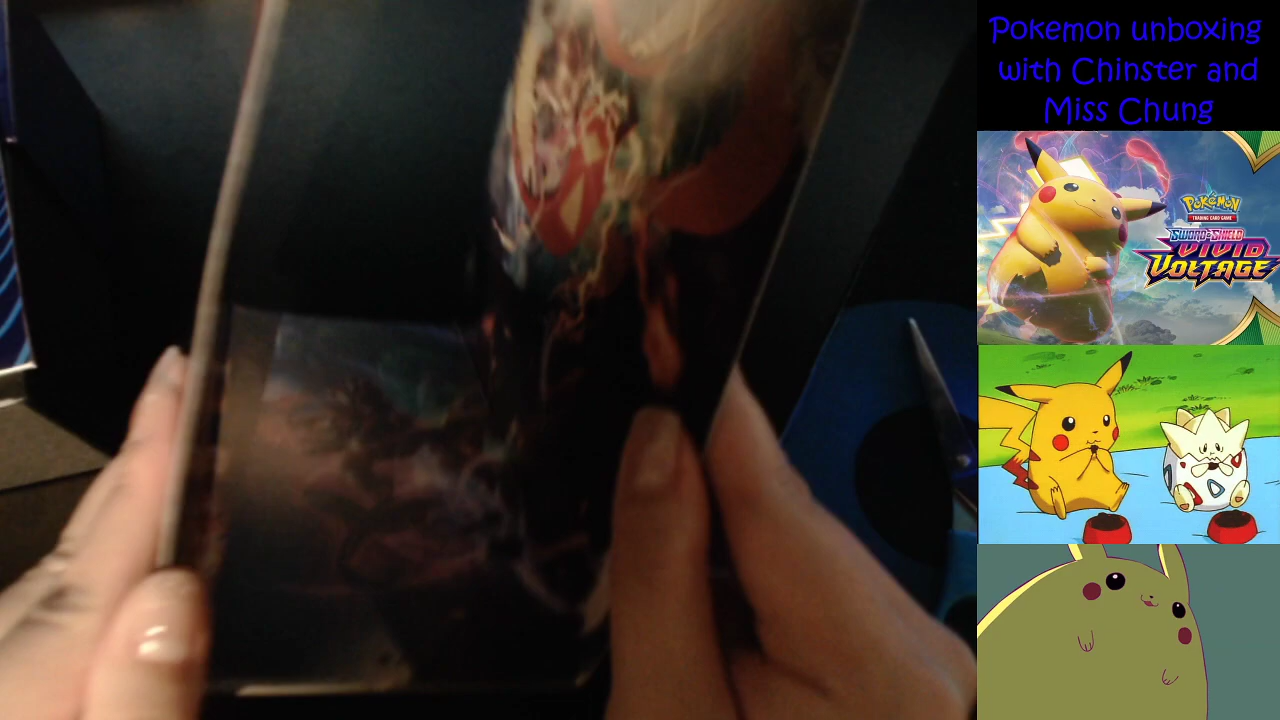 Pokemon unboxing
with Chinster and
Miss Chung
POKéMON
TRADING CARD GAME
SWORD & SHIELD
VIVID
VOLTAGE